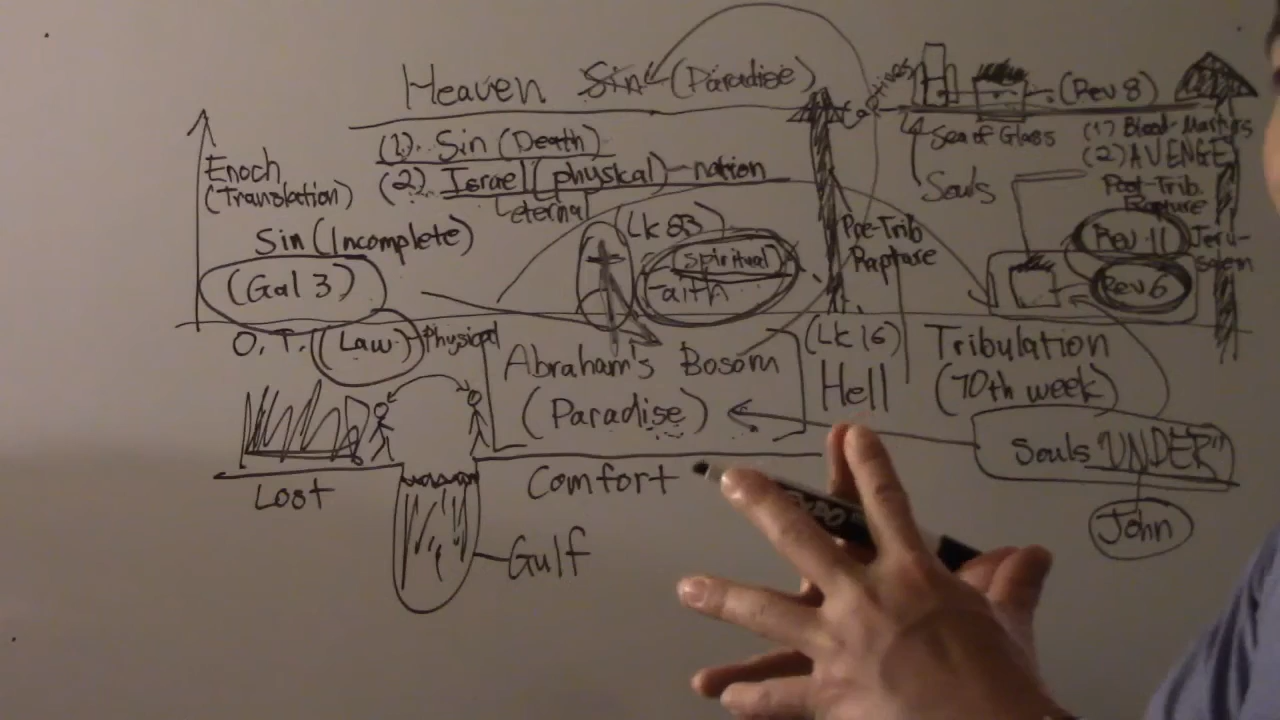 Heaven Sin (Paradise)
(1). Sin (Death)
(2). Israel (physical) - nation
eternal
Enoch
(Translation)
Sin (Incomplete)
(Gal 3)
(Lk 23)
spiritual
faith
O.T. (Law) Physical
Abraham's Bosom
(Paradise)
Lost
Comfort
Gulf
Pre-Trib
Rapture
(Lk 16)
Hell
(Rev 8)
Sea of Glass
Souls
(1) Blood-Martyrs
(2) AVENGE
Post-Trib.
Rapture
Rev. 11
Jeru-
salem
Rev 6
Tribulation
(70th week)
Souls "UNDER"
John